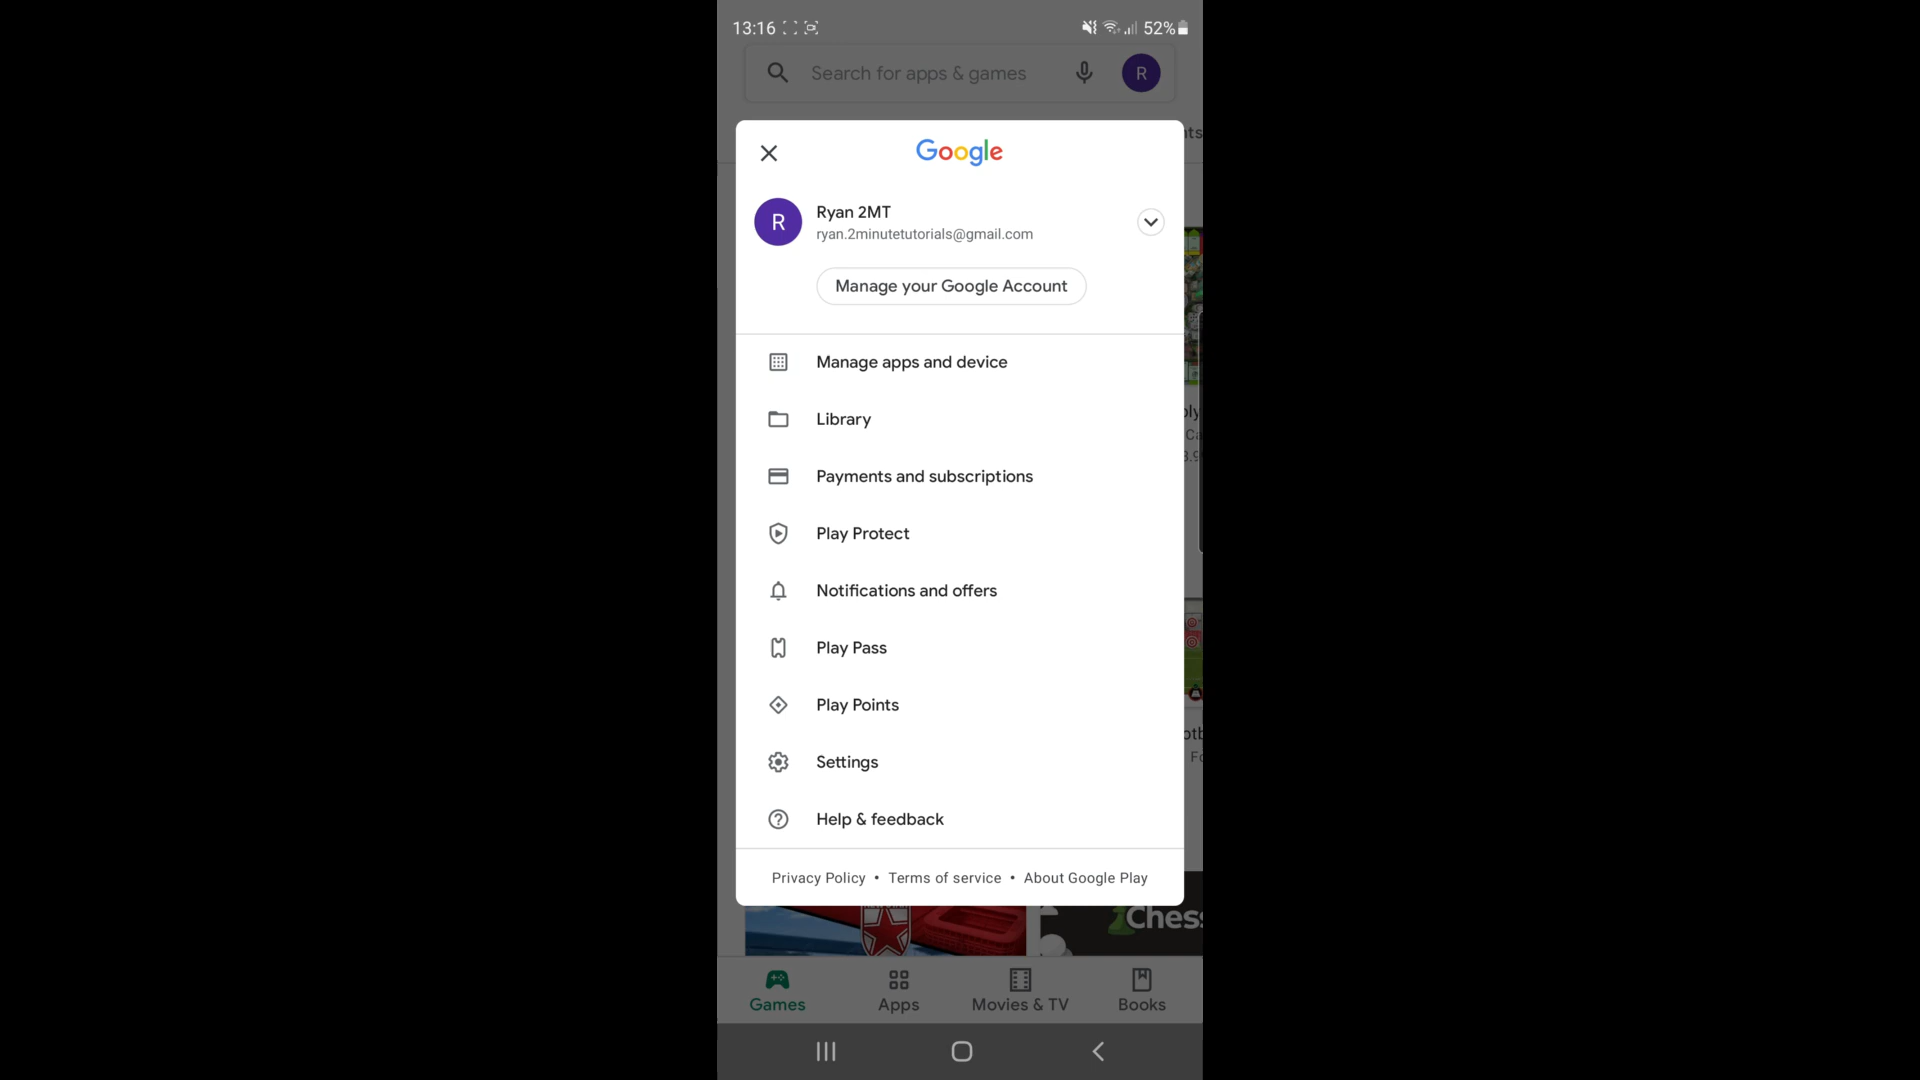 13:16 52%
Search for apps & games R
Google
R Ryan 2MT
ryan.2minutetutorials@gmail.com
Manage your Google Account
Manage apps and device
Library
Payments and subscriptions
Play Protect
Notifications and offers
Play Pass
Play Points
Settings
Help & feedback
Privacy Policy • Terms of service • About Google Play
Chess
Games Apps Movies & TV Books